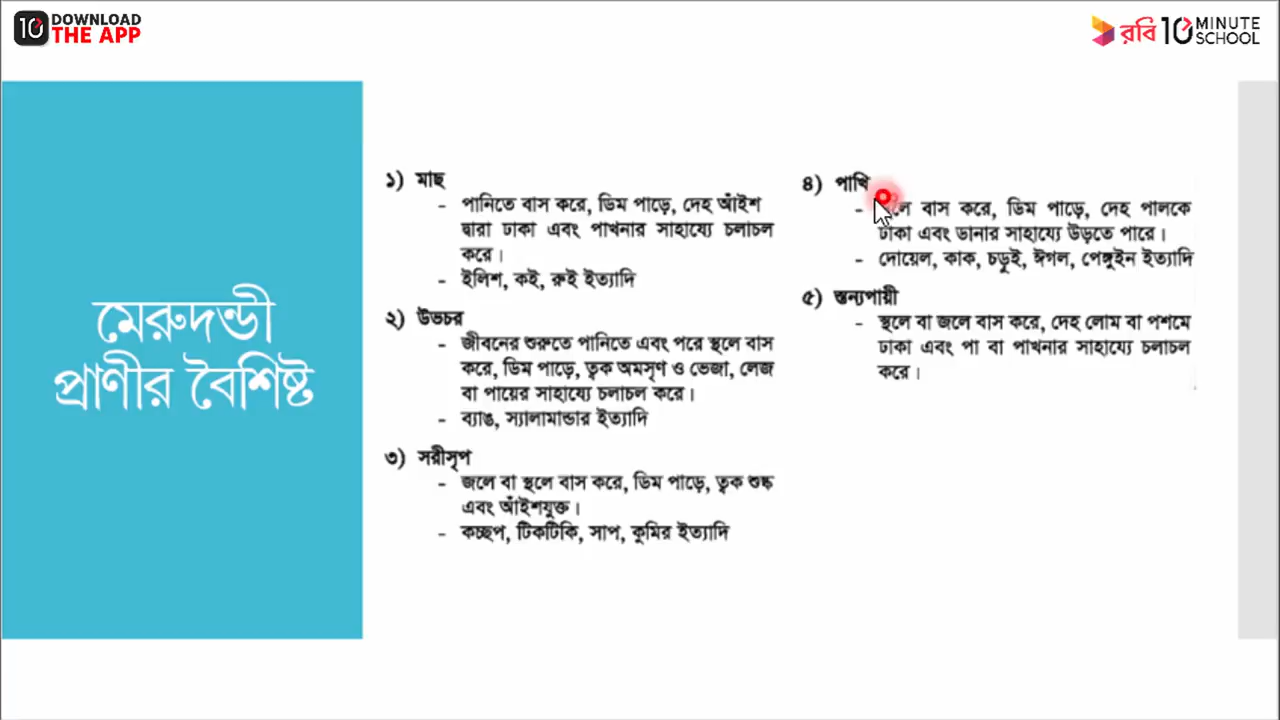 DOWNLOAD
THE APP
রবি 10 MINUTE
SCHOOL
মেরুদন্ডী
প্রাণীর বৈশিষ্ট
১) মাছ
- পানিতে বাস করে, ডিম পাড়ে, দেহ আঁইশ
দ্বারা ঢাকা এবং পাখনার সাহায্যে চলাচল
করে।
- ইলিশ, কই, রুই ইত্যাদি
২) উভচর
- জীবনের শুরুতে পানিতে এবং পরে স্থলে বাস
করে, ডিম পাড়ে, ত্বক অমসৃণ ও ভেজা, লেজ
বা পায়ের সাহায্যে চলাচল করে।
- ব্যাঙ, স্যালামান্ডার ইত্যাদি
৩) সরীসৃপ
- জলে বা স্থলে বাস করে, ডিম পাড়ে, ত্বক শুষ্ক
এবং আঁইশযুক্ত।
- কচ্ছপ, টিকটিকি, সাপ, কুমির ইত্যাদি
৪) পাখি
- বাস করে, ডিম পাড়ে, দেহ পালকে
ঢাকা এবং ডানার সাহায্যে উড়তে পারে।
- দোয়েল, কাক, চড়ুই, ঈগল, পেঙ্গুইন ইত্যাদি
৫) স্তন্যপায়ী
- স্থলে বা জলে বাস করে, দেহ লোম বা পশমে
ঢাকা এবং পা বা পাখনার সাহায্যে চলাচল
করে।